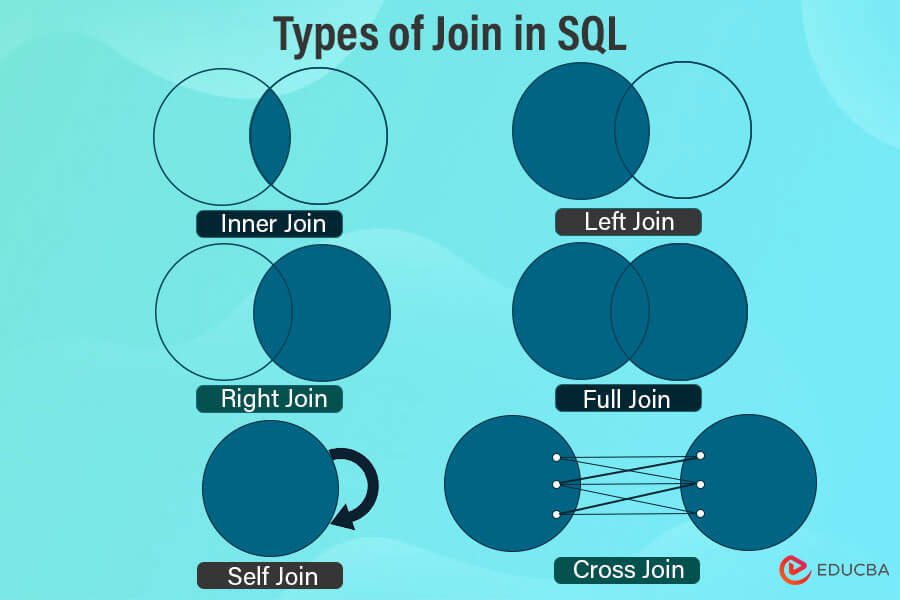 Types of Join in SQL
Inner Join
Left Join
Right Join
Full Join
Self Join
Cross Join
EDUCBA